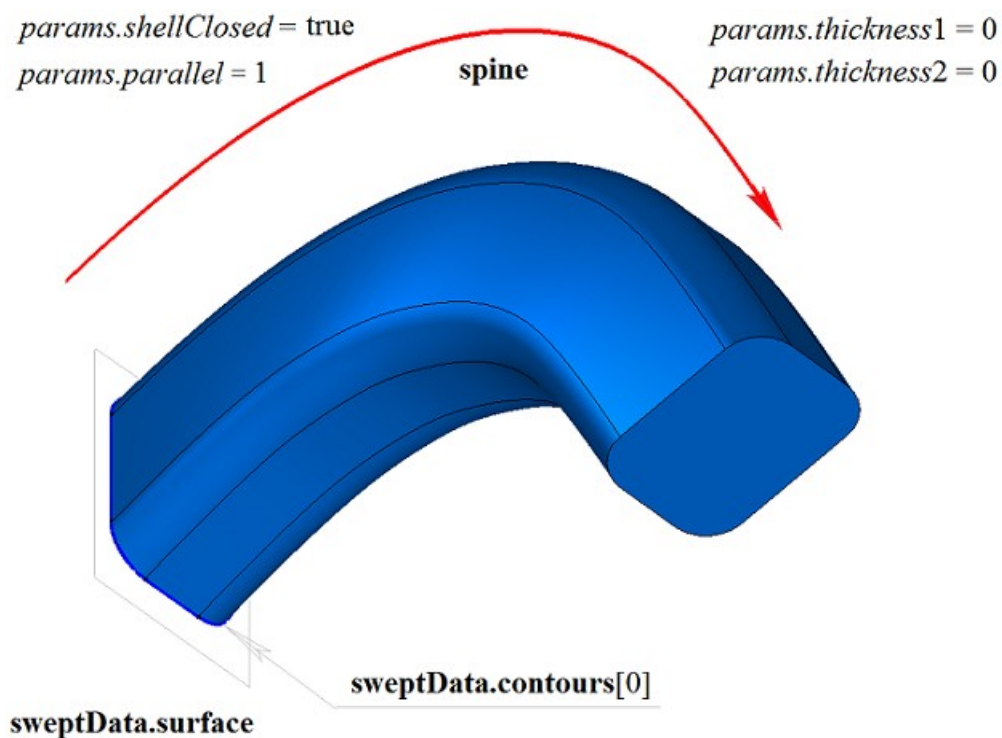 params.shellClosed = true
params.parallel = 1
params.thickness1 = 0
params.thickness2 = 0
spine
sweptData.contours[0]
sweptData.surface